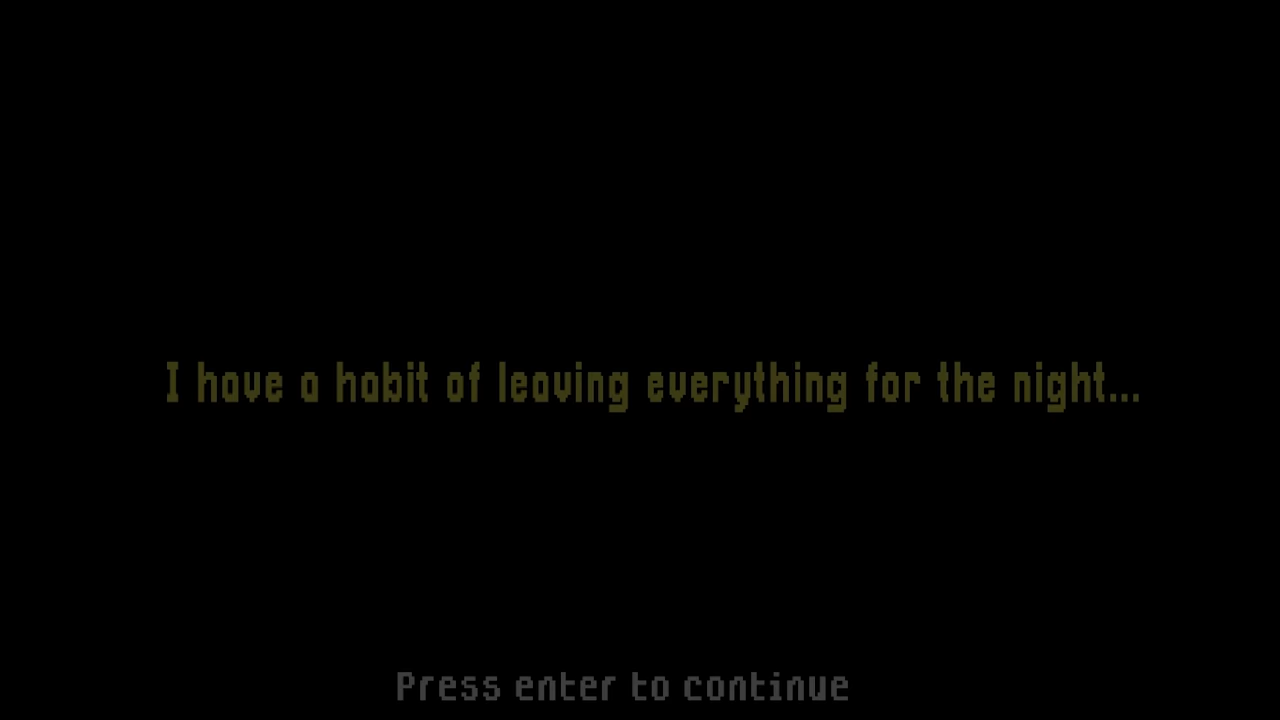 I have a habit of leaving everything for the night...
Press enter to continue